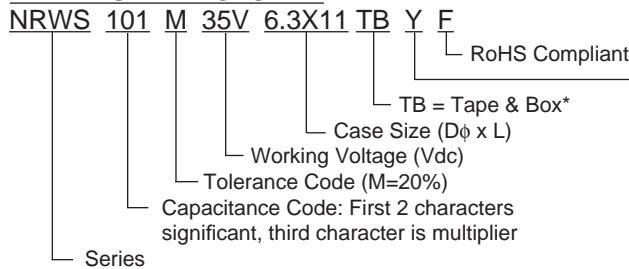 NRWS 101 M 35V 6.3X11 TB Y F
RoHS Compliant
TB = Tape & Box*
Case Size (Dϕ x L)
Working Voltage (Vdc)
Tolerance Code (M=20%)
Capacitance Code: First 2 characters
significant, third character is multiplier
Series